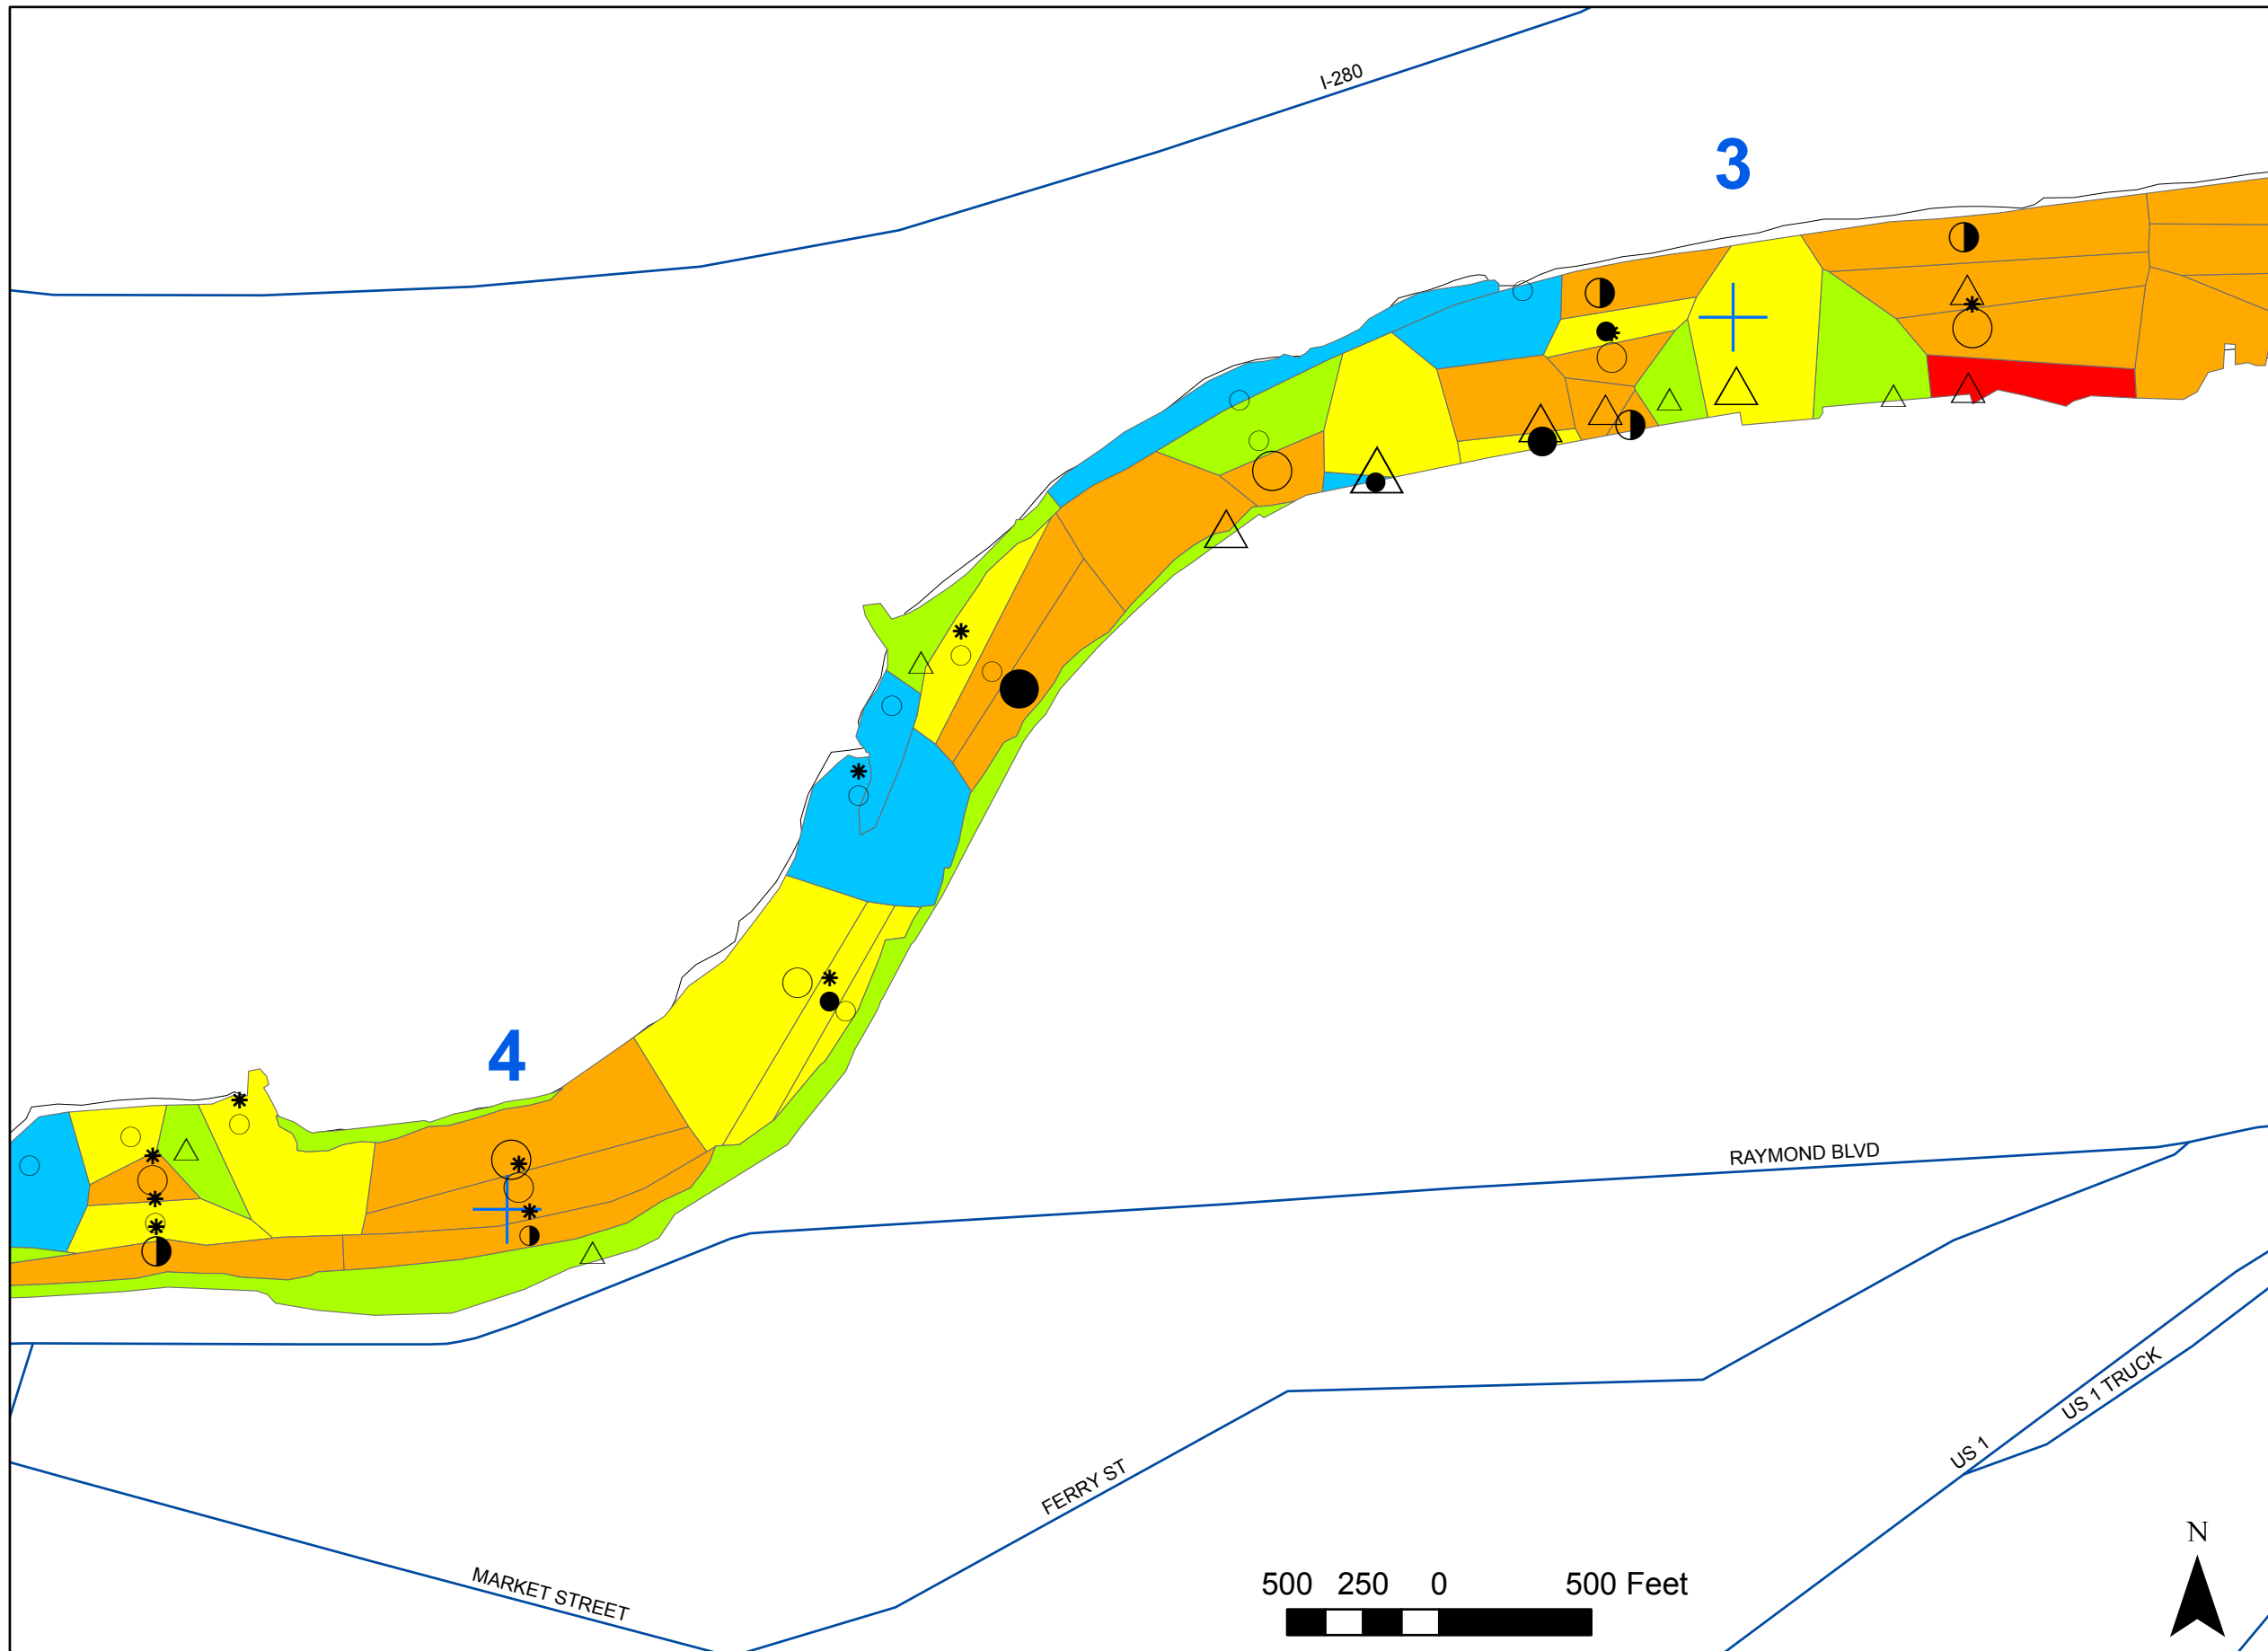 I-280
3
4
RAYMOND BLVD
US 1 TRUCK
US 1
FERRY ST
N
MARKET STREET
500 250 0 500 Feet